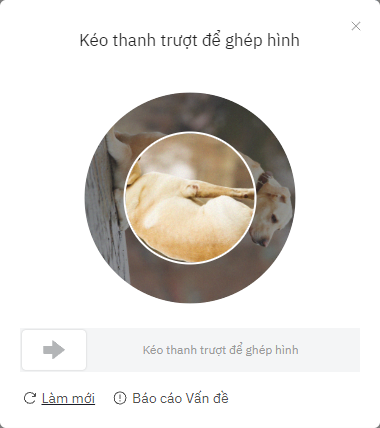 Kéo thanh trượt để ghép hình
Kéo thanh trượt để ghép hình
Làm mới
Báo cáo Vấn đề